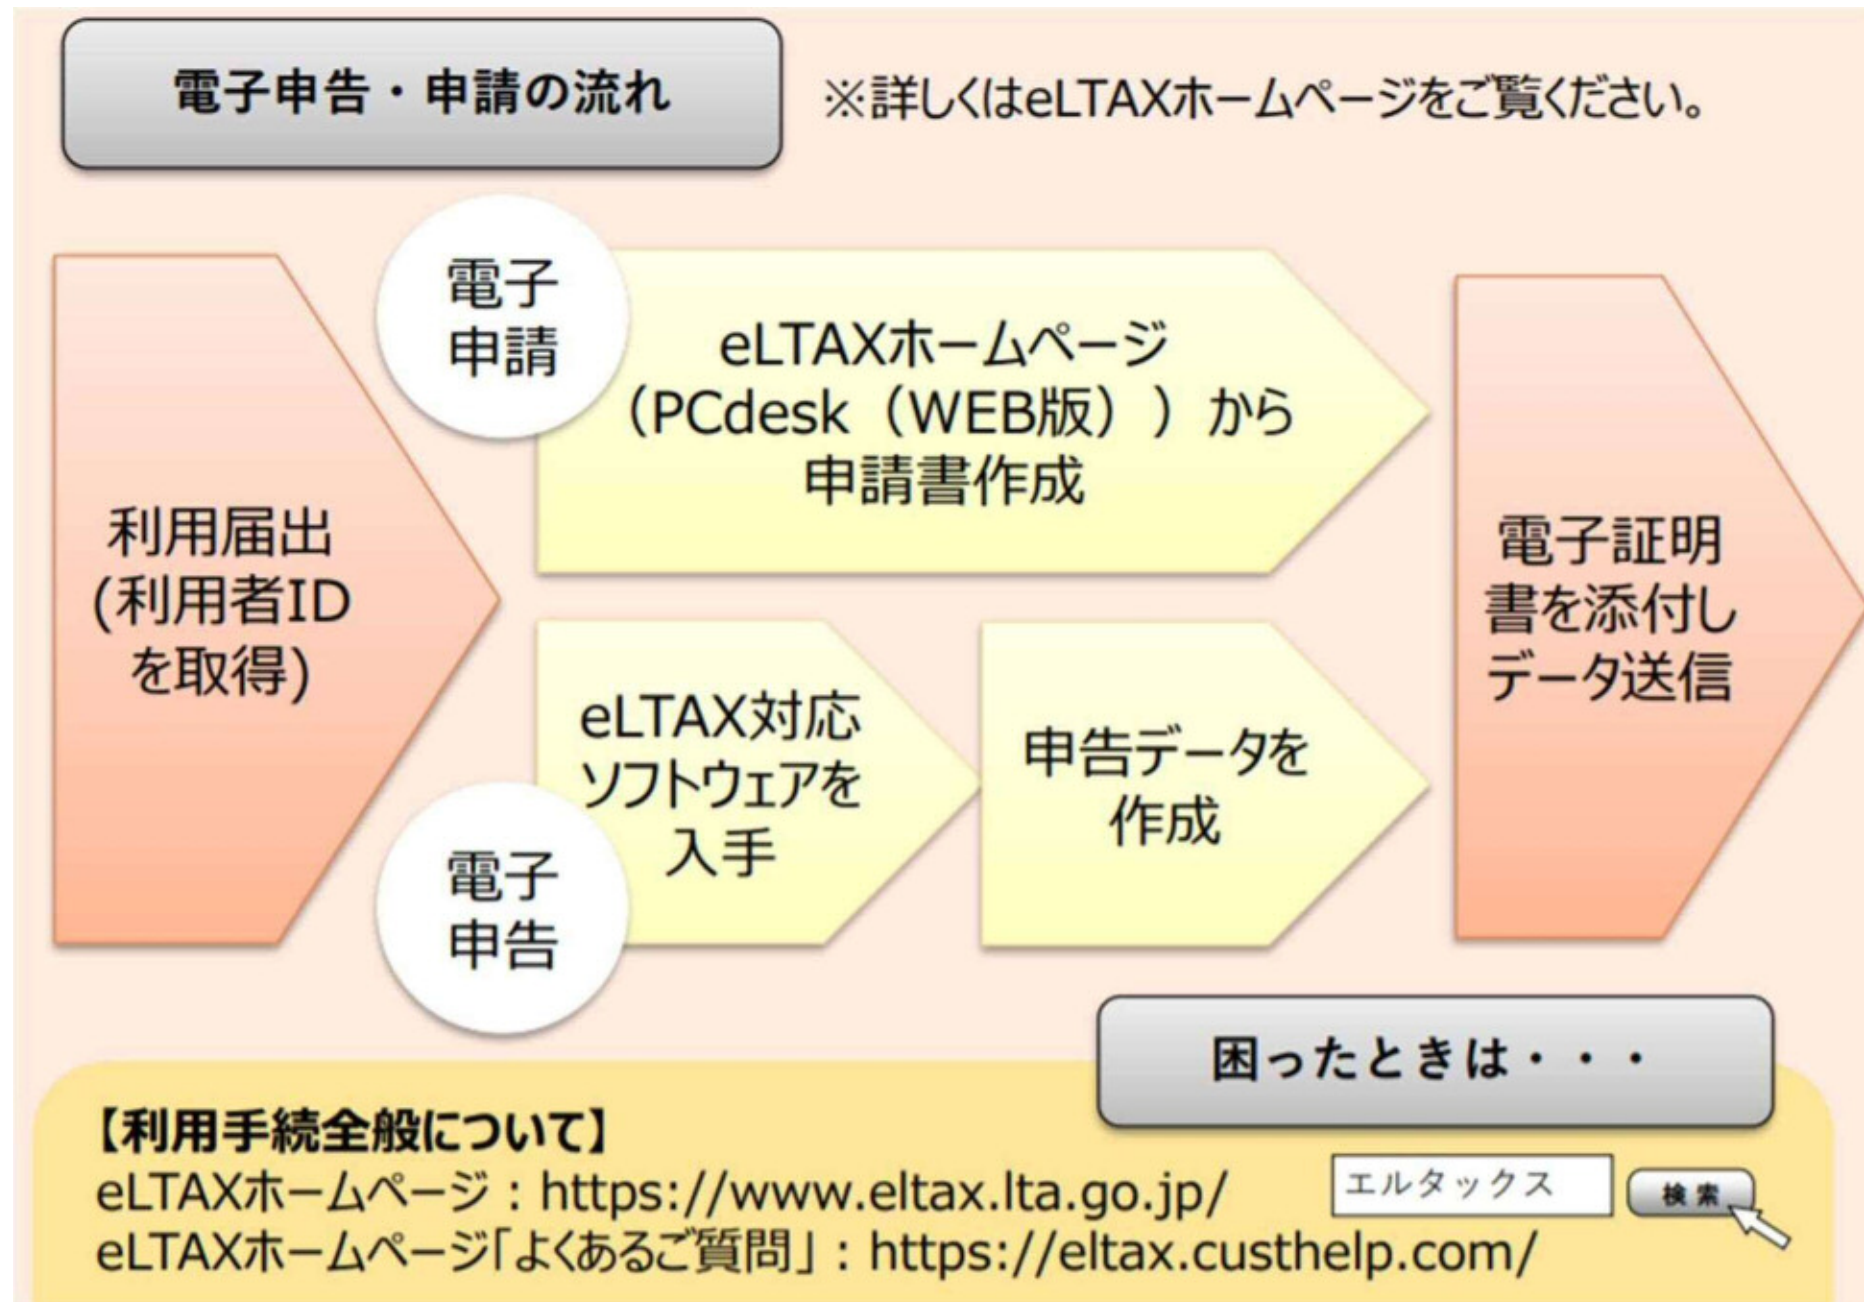 電子申告・申請の流れ
※詳しくはeLTAXホームページをご覧ください。
利用届出
(利用者ID
を取得)
電子
申請
eLTAXホームページ
（PCdesk（WEB版））から
申請書作成
電子
申告
eLTAX対応
ソフトウェアを
入手
申告データを
作成
電子証明
書を添付し
データ送信
困ったときは・・・
【利用手続全般について】
eLTAXホームページ：https://www.eltax.lta.go.jp/
エルタックス
検索
eLTAXホームページ「よくあるご質問」：https://eltax.custhelp.com/